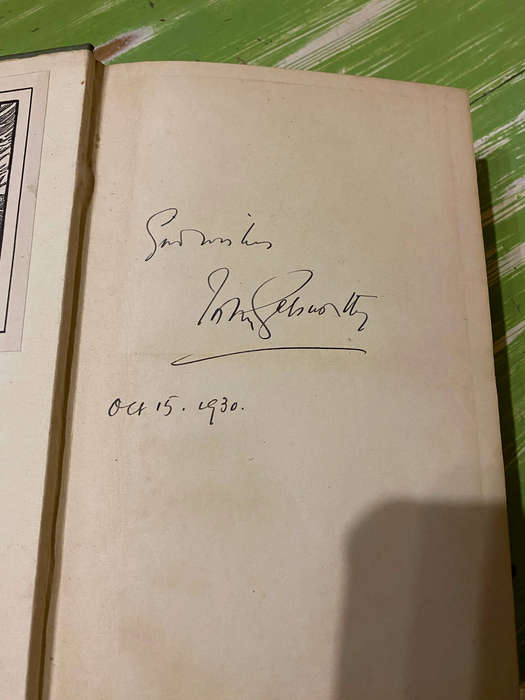 Good wishes
John Galsworthy
Oct 15. 1930.